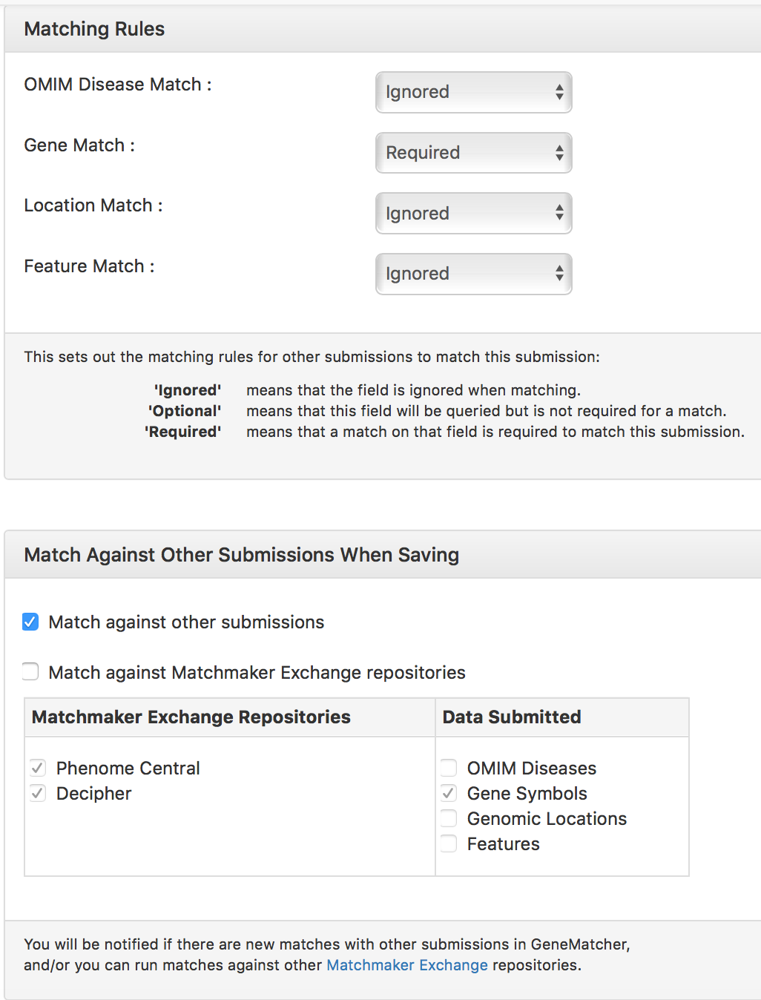 Matching Rules
OMIM Disease Match :
Ignored
Gene Match :
Required
Location Match :
Ignored
Feature Match :
Ignored
This sets out the matching rules for other submissions to match this submission:
'Ignored' means that the field is ignored when matching.
'Optional' means that this field will be queried but is not required for a match.
'Required' means that a match on that field is required to match this submission.
Match Against Other Submissions When Saving
Match against other submissions
Match against Matchmaker Exchange repositories
Matchmaker Exchange Repositories
Data Submitted
Phenome Central
Decipher
OMIM Diseases
Gene Symbols
Genomic Locations
Features
You will be notified if there are new matches with other submissions in GeneMatcher,
and/or you can run matches against other Matchmaker Exchange repositories.